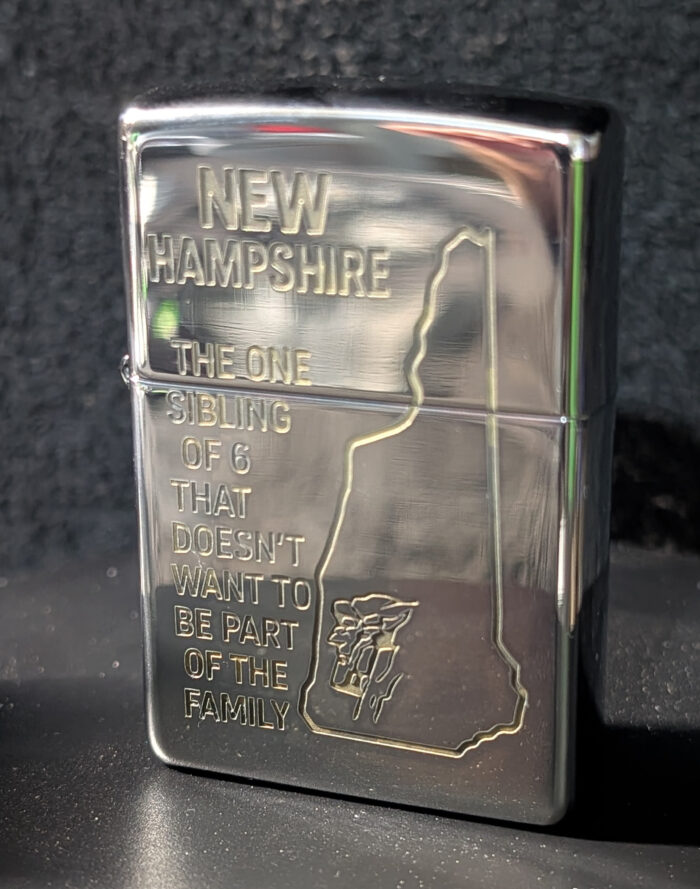 NEW
HAMPSHIRE
THE ONE
SIBLING
OF 6
THAT
DOESN'T
WANT TO
BE PART
OF THE
FAMILY